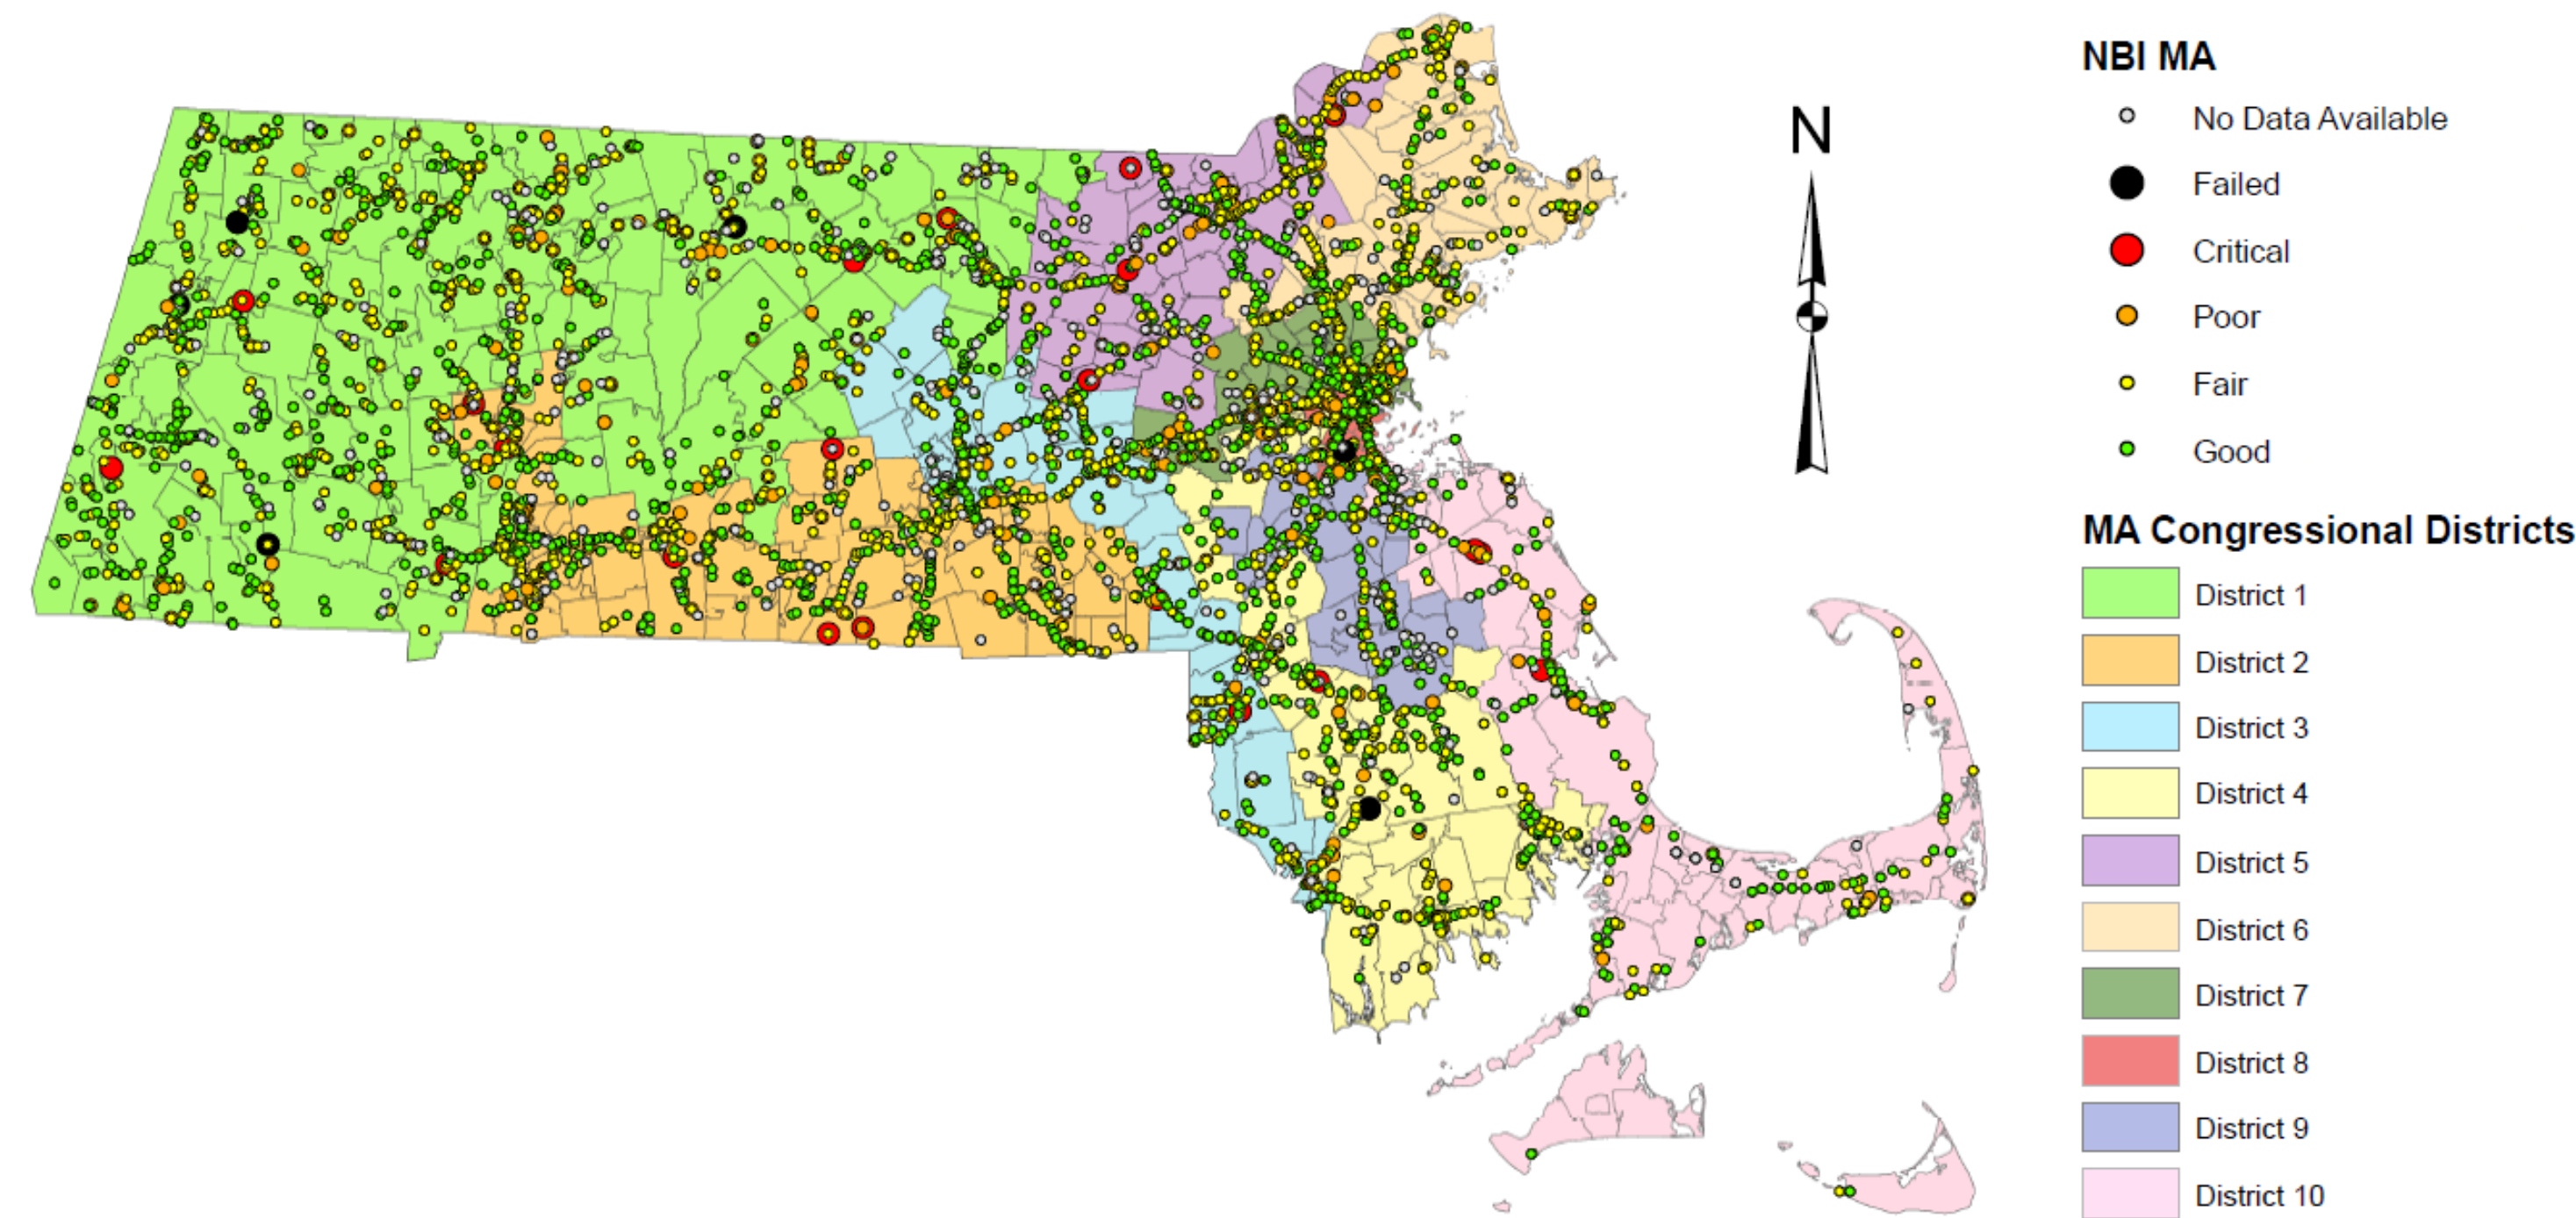 N
NBI MA
No Data Available
Failed
Critical
Poor
Fair
Good
MA Congressional Districts
District 1
District 2
District 3
District 4
District 5
District 6
District 7
District 8
District 9
District 10